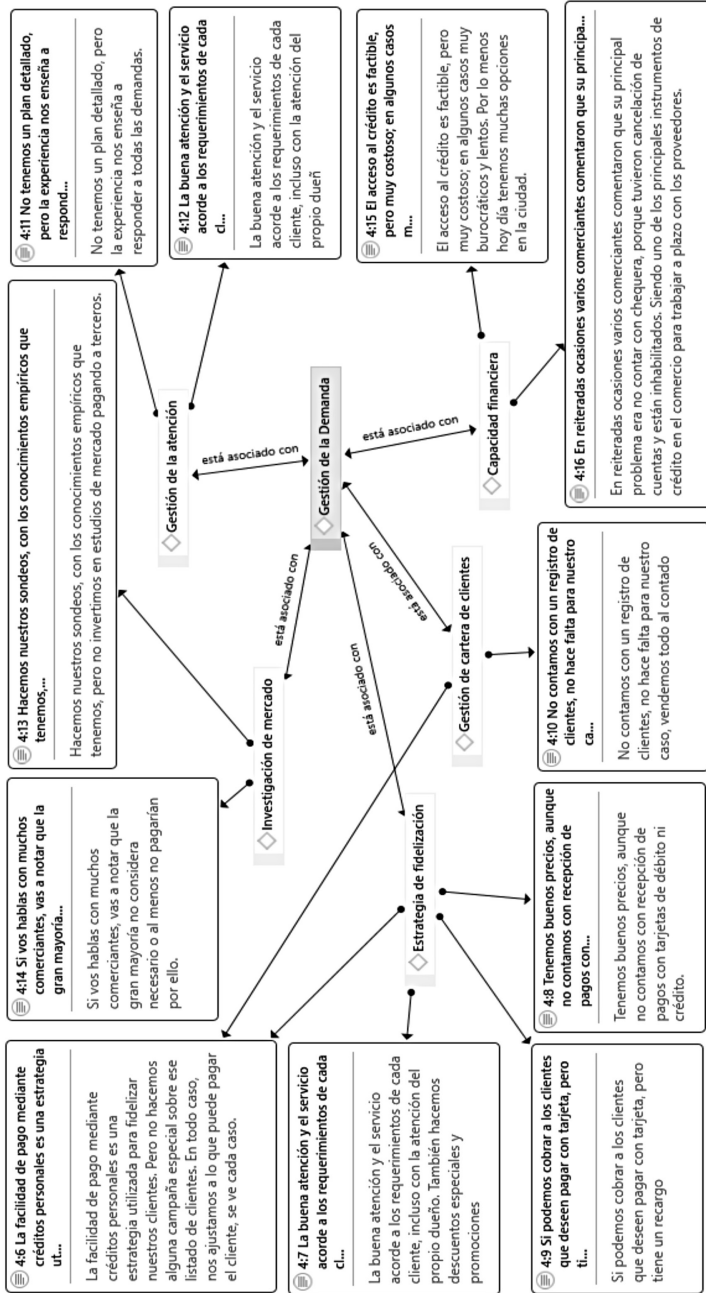 4:6 La facilidad de pago mediante
créditos personales es una estrategia
ut...
La facilidad de pago mediante
créditos personales es una
estrategia utilizada para fidelizar
nuestros clientes. Pero no hacemos
alguna campaña especial sobre ese
listado de clientes. En todo caso,
nos ajustamos a lo que puede pagar
el cliente, se ve cada caso.
4:14 Si vos hablas con muchos
comerciantes, vas a notar que la
gran mayoría...
Si vos hablas con muchos
comerciantes, vas a notar que la
gran mayoría no considera
necesario o al menos no pagarían
por ello.
4:13 Hacemos nuestros sondeos, con los conocimientos empíricos que
tenemos,...
Hacemos nuestros sondeos, con los conocimientos empíricos que
tenemos, pero no invertimos en estudios de mercado pagando a terceros.
4:11 No tenemos un plan detallado,
pero la experiencia nos enseña a
respond...
No tenemos un plan detallado, pero
la experiencia nos enseña a
responder a todas las demandas.
4:12 La buena atención y el servicio
acorde a los requerimientos de cada
cl...
La buena atención y el servicio
acorde a los requerimientos de cada
cliente, incluso con la atención del
propio dueñ
Gestión de la atención
Investigación de mercado
está asociado con
está asociado con
Gestión de la Demanda
está asociado con
está asociado con
está asociado con
4:7 La buena atención y el servicio
acorde a los requerimientos de cada
cl...
La buena atención y el servicio
acorde a los requerimientos de cada
cliente, incluso con la atención del
propio dueño. También hacemos
descuentos especiales y
promociones
Estrategia de fidelización
Gestión de cartera de clientes
Capacidad financiera
4:15 El acceso al crédito es factible,
pero muy costoso; en algunos casos
m...
El acceso al crédito es factible, pero
muy costoso; en algunos casos muy
burocráticos y lentos. Por lo menos
hoy día tenemos muchas opciones
en la ciudad.
4:9 Si podemos cobrar a los clientes
que deseen pagar con tarjeta, pero
ti...
Si podemos cobrar a los clientes
que deseen pagar con tarjeta, pero
tiene un recargo
4:8 Tenemos buenos precios, aunque
no contamos con recepción de
pagos con...
Tenemos buenos precios, aunque
no contamos con recepción de
pagos con tarjetas de débito ni
crédito.
4:10 No contamos con un registro de
clientes, no hace falta para nuestro
ca...
No contamos con un registro de
clientes, no hace falta para nuestro
caso, vendemos todo al contado
4:16 En reiteradas ocasiones varios comerciantes comentaron que su principa...
En reiteradas ocasiones varios comerciantes comentaron que su principal
problema era no contar con chequera, porque tuvieron cancelación de
cuentas y están inhabilitados. Siendo uno de los principales instrumentos de
crédito en el comercio para trabajar a plazo con los proveedores.